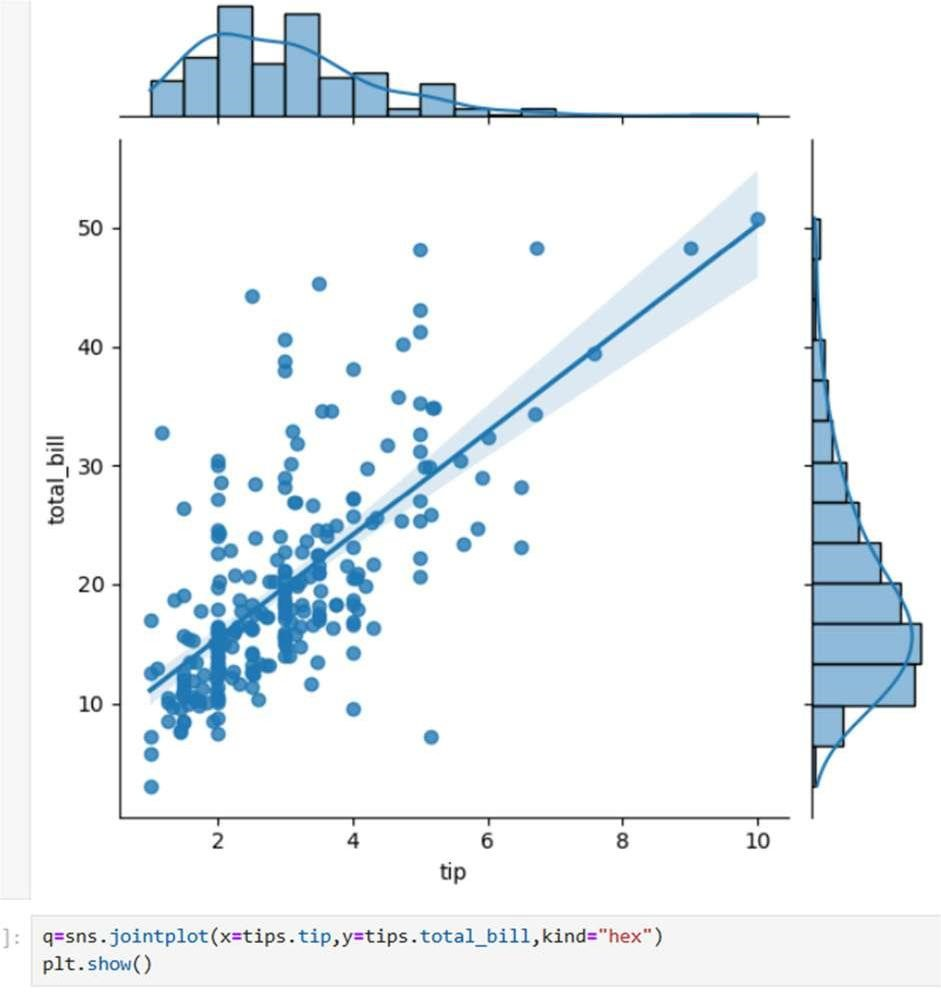 50
40
30
20
10
total_bill
2 4 6 8 10
tip
]: q=sns.jointplot(x=tips.tip,y=tips.total_bill,kind="hex")
plt.show()